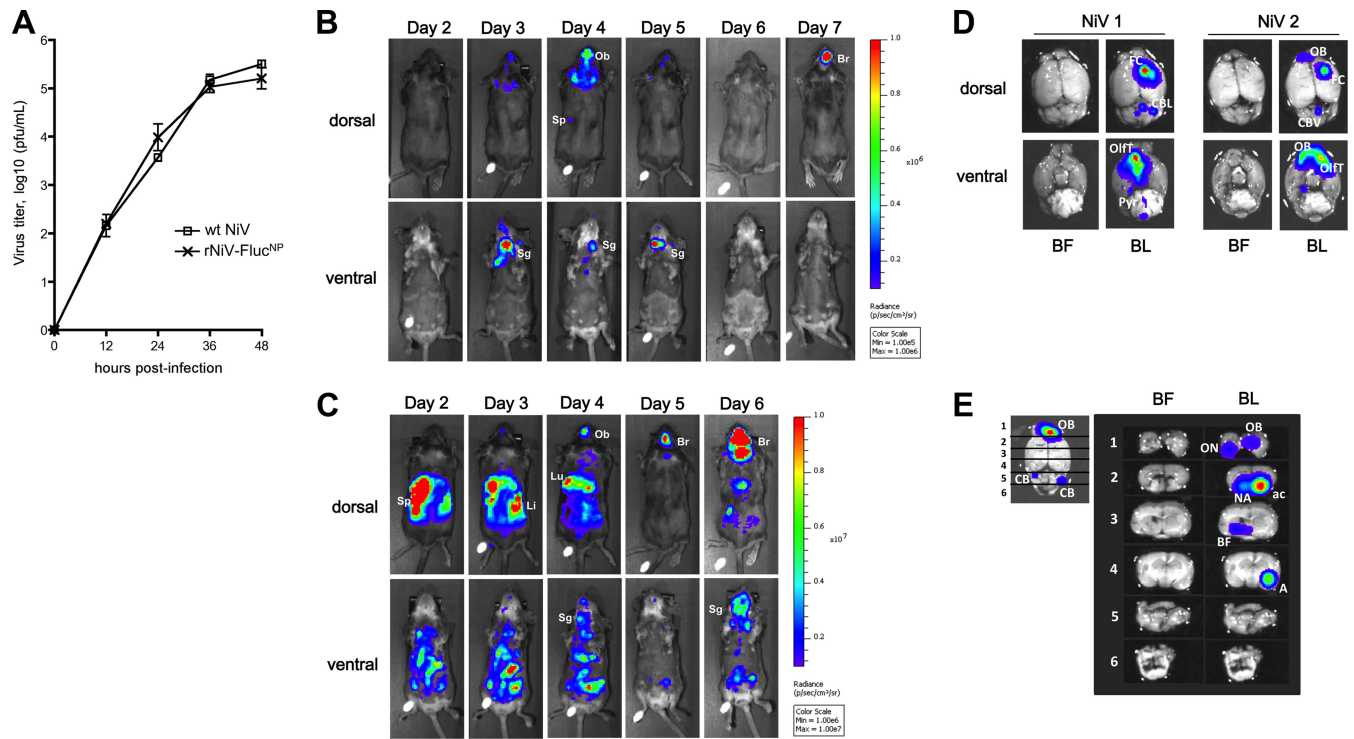 A
Virus titer, log10 (pfu/mL)
6
5
4
3
2
1
0
0 12 24 36 48
hours post-infection
wt NiV
rNiV-Fluc^NP
B
Day 2 Day 3 Day 4 Day 5 Day 6 Day 7
dorsal
Ob
Sp
Br
ventral
Sg
Sg
Sg
1.0
0.8
0.6
x10^6
0.4
0.2
Radiance
(p/sec/cm²/sr)
Color Scale
Min = 1.00e5
Max = 1.00e6
C
Day 2 Day 3 Day 4 Day 5 Day 6
dorsal
Sp
Li
Ob
Lu
Br
Br
ventral
Sg
Sg
1.0
0.8
0.6
x10^7
0.4
0.2
Radiance
(p/sec/cm²/sr)
Color Scale
Min = 1.00e6
Max = 1.00e7
D
NiV 1 NiV 2
BF BL BF BL
dorsal
FC
CBL
OB
FC
CBV
ventral
OlfT
Pyr
OB
OlfT
BF BL BF BL
E
BF BL
1
2
3
4
5
6
OB
CB
CB
1
ON
OB
2
NA
ac
3
BF
4
A
5
6